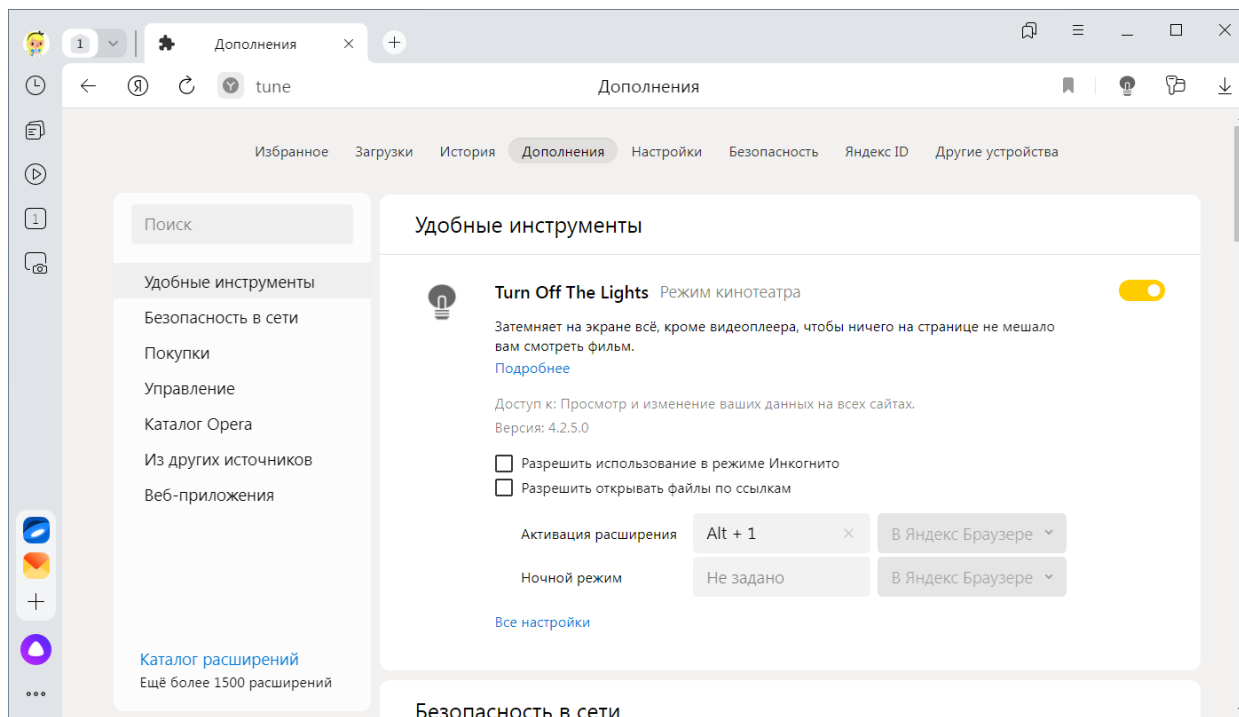 1
Дополнения
Я
tune
Дополнения
1
Избранное Загрузки История Дополнения Настройки Безопасность Яндекс ID Другие устройства
Поиск
Удобные инструменты
Безопасность в сети
Покупки
Управление
Каталог Opera
Из других источников
Веб-приложения
Каталог расширений
Ещё более 1500 расширений
Удобные инструменты
Turn Off The Lights Режим кинотеатра
Затемняет на экране всё, кроме видеоплеера, чтобы ничего на странице не мешало
вам смотреть фильм.
Подробнее
Доступ к: Просмотр и изменение ваших данных на всех сайтах.
Версия: 4.2.5.0
Разрешить использование в режиме Инкогнито
Разрешить открывать файлы по ссылкам
Активация расширения Alt + 1 В Яндекс Браузере
Ночной режим Не задано В Яндекс Браузере
Все настройки
Безопасность в сети